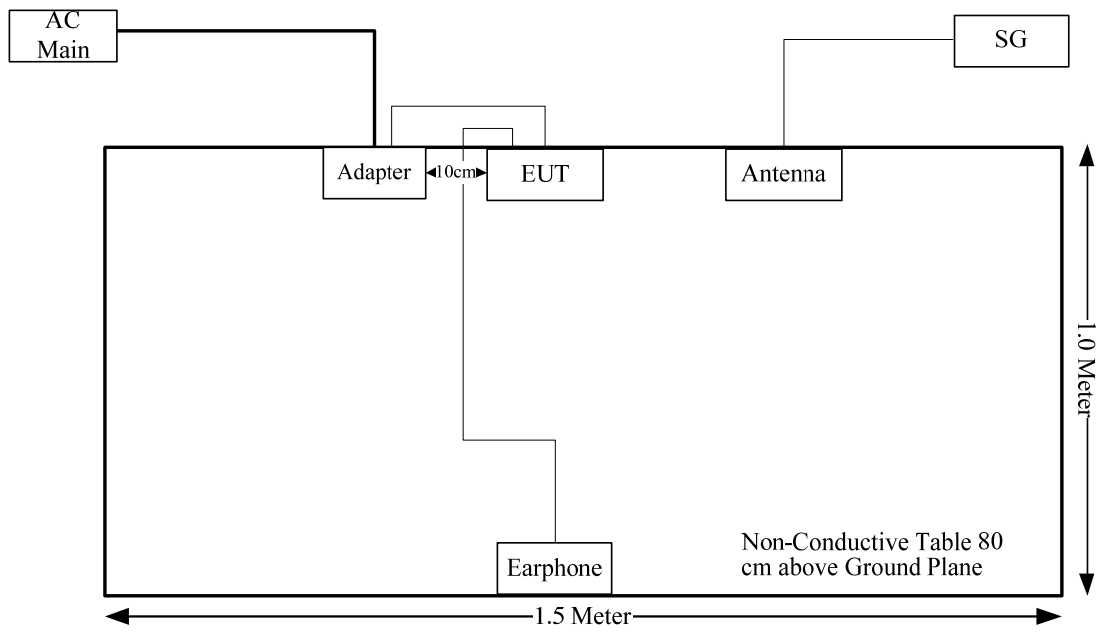 AC
Main
SG
Adapter
10cm
EUT
Antenna
1.0 Meter
Earphone
Non-Conductive Table 80
cm above Ground Plane
1.5 Meter